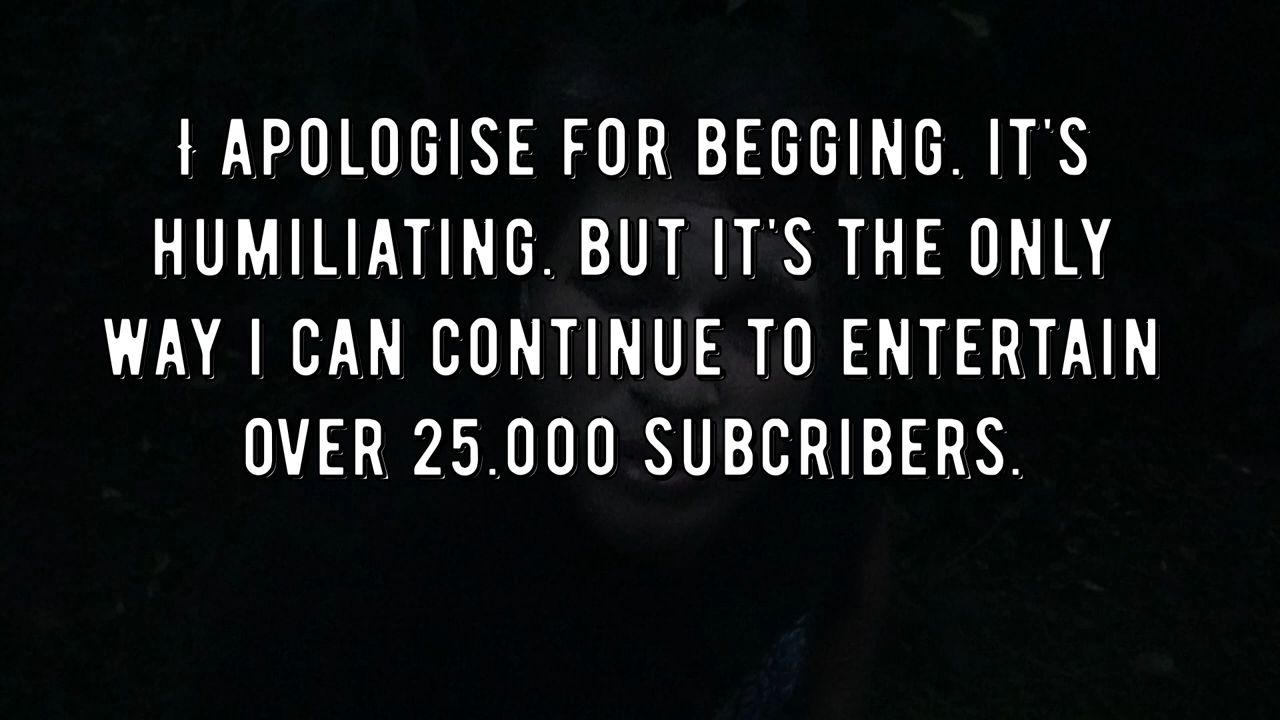 I APOLOGISE FOR BEGGING. IT'S
HUMILIATING. BUT IT'S THE ONLY
WAY I CAN CONTINUE TO ENTERTAIN
OVER 25.000 SUBCRIBERS.